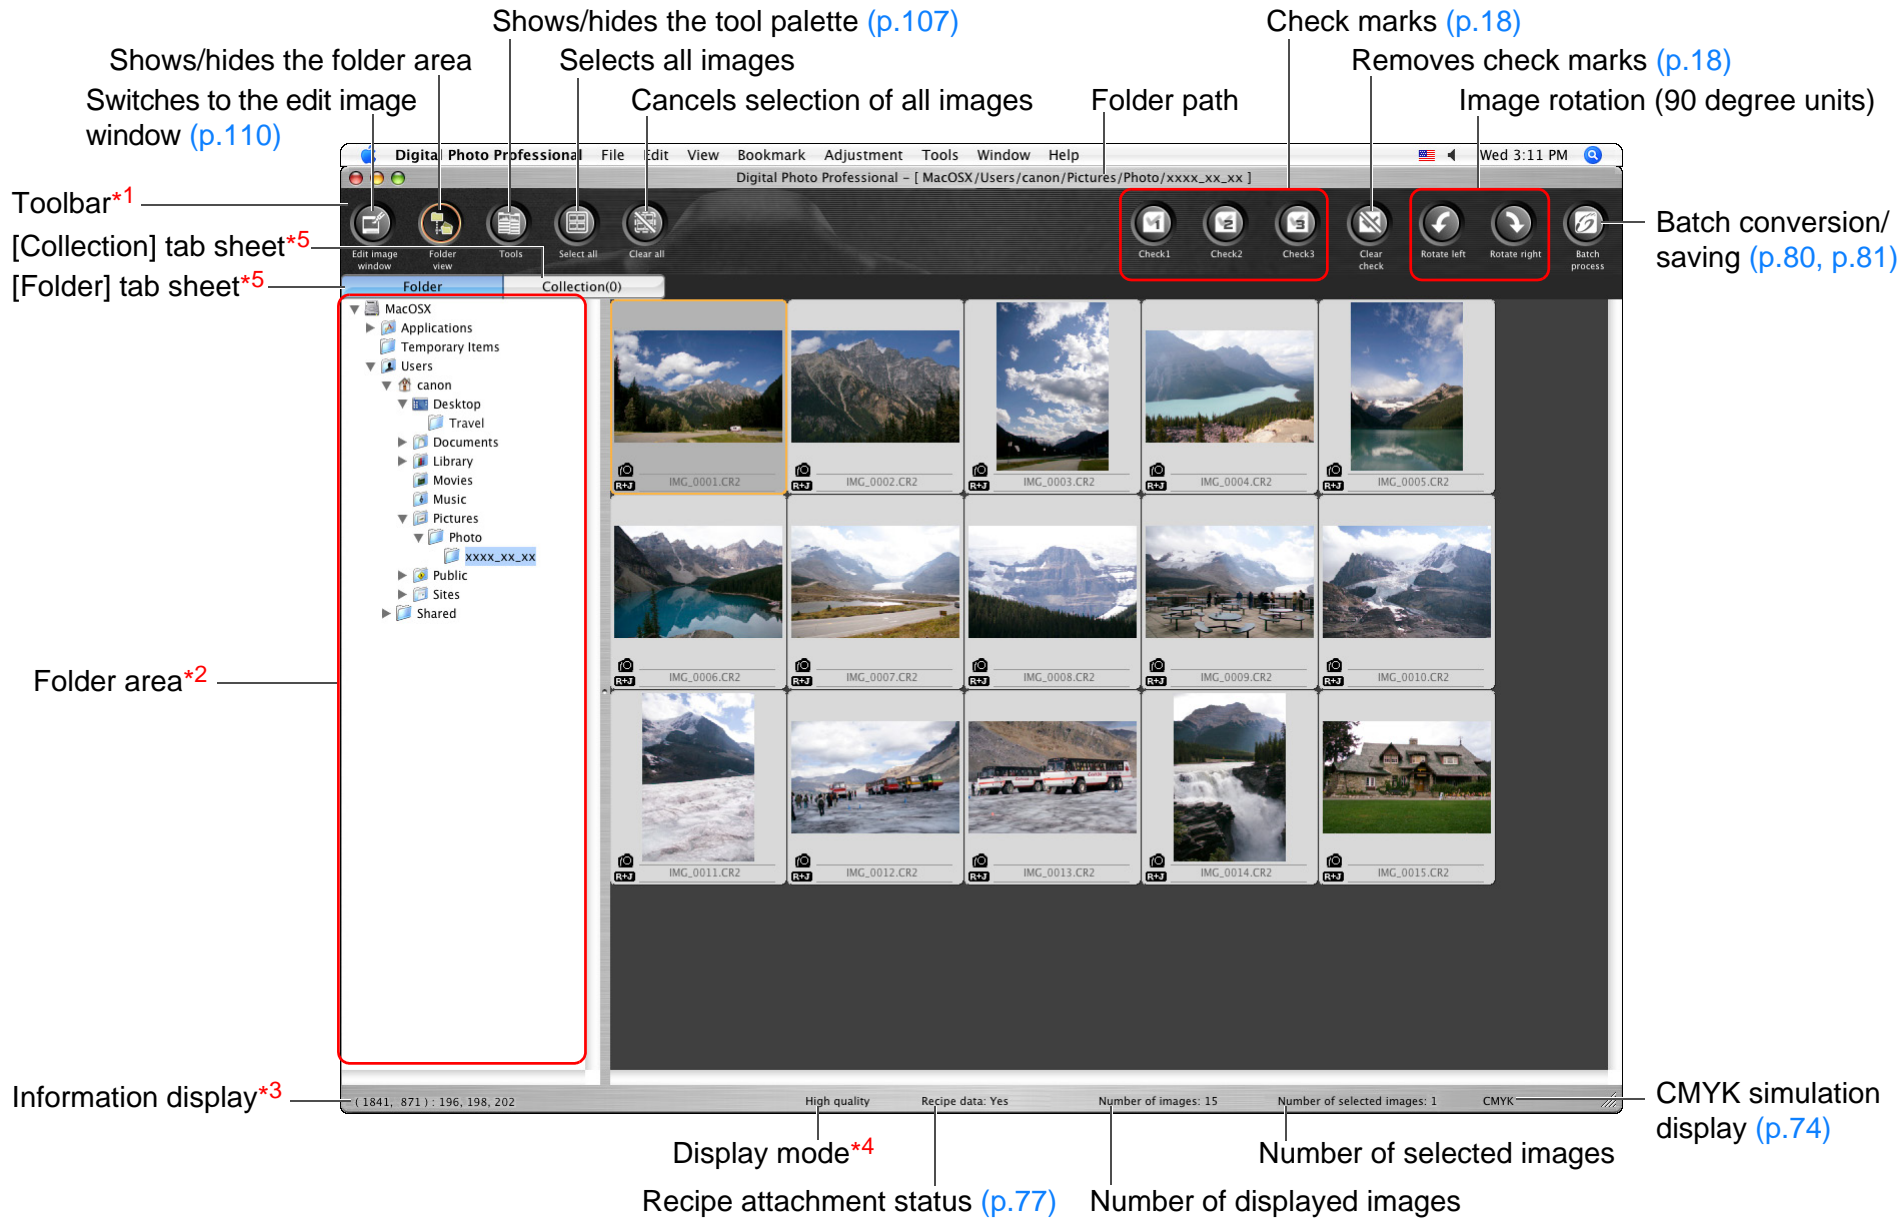 Shows/hides the tool palette (p.107)
Check marks (p.18)
Shows/hides the folder area
Selects all images
Removes check marks (p.18)
Switches to the edit image
window (p.110)
Cancels selection of all images
Folder path
Image rotation (90 degree units)
Digital Photo Professional File Edit View Bookmark Adjustment Tools Window Help
Wed 3:11 PM
Digital Photo Professional – [ MacOSX/Users/canon/Pictures/Photo/xxxx_xx_xx ]
Toolbar*1
[Collection] tab sheet*5
[Folder] tab sheet*5
Edit image
window
Folder
view
Tools
Select all
Clear all
Check1
Check2
Check3
Clear
check
Rotate left
Rotate right
Batch
process
Batch conversion/
saving (p.80, p.81)
Folder
Collection(0)
MacOSX
Applications
Temporary Items
Users
canon
Desktop
Travel
Documents
Library
Movies
Music
Pictures
Photo
xxxx_xx_xx
Public
Sites
Shared
R+J IMG_0001.CR2
R+J IMG_0002.CR2
R+J IMG_0003.CR2
R+J IMG_0004.CR2
R+J IMG_0005.CR2
R+J IMG_0006.CR2
R+J IMG_0007.CR2
R+J IMG_0008.CR2
R+J IMG_0009.CR2
R+J IMG_0010.CR2
R+J IMG_0011.CR2
R+J IMG_0012.CR2
R+J IMG_0013.CR2
R+J IMG_0014.CR2
R+J IMG_0015.CR2
Folder area*2
Information display*3
( 1841, 871 ) : 196, 198, 202
High quality
Recipe data: Yes
Number of images: 15
Number of selected images: 1
CMYK
CMYK simulation
display (p.74)
Display mode*4
Number of selected images
Recipe attachment status (p.77)
Number of displayed images